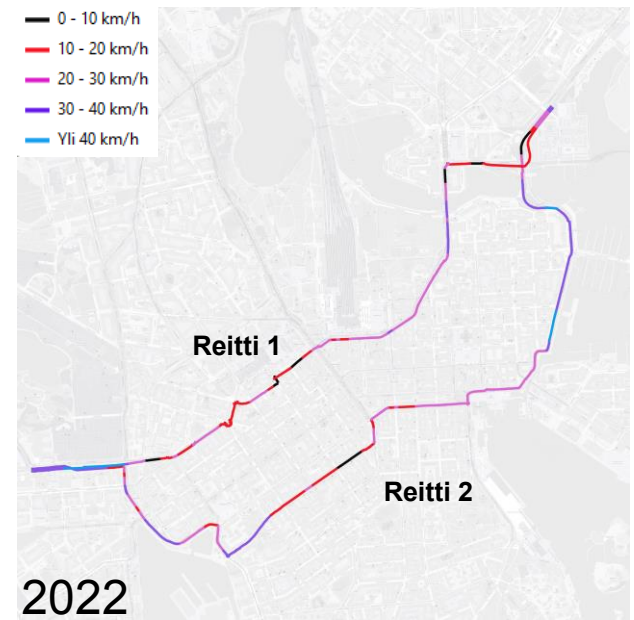 0 - 10 km/h
10 - 20 km/h
20 - 30 km/h
30 - 40 km/h
Yli 40 km/h
Reitti 1
Reitti 2
2022